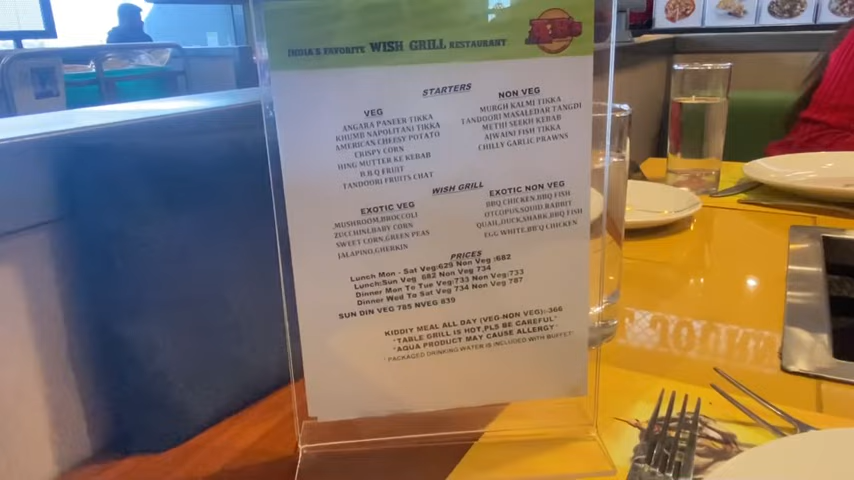 INDIA'S FAVORITE WISH GRILL RESTAURANT
STARTERS
VEG
ANGARA PANEER TIKKA
KHUMB NAPOLITANI TIKKA
AMERICAN CHEESY POTATO
CRISPY CORN
HING MUTTER KE KEBAB
B.B.Q FRUIT
TANDOORI FRUITS CHAT
NON VEG
MURGH KALMI TIKKA
TANDOORI MASALEDAR TANGDI
METHI SEEKH KEBAB
AJWAINI FISH TIKKA
CHILLY GARLIC PRAWNS
WISH GRILL
EXOTIC VEG
MUSHROOM,BROCCOLI
ZUCCHINI,BABY CORN
SWEET CORN,GREEN PEAS
JALAPINO,GHERKIN
EXOTIC NON VEG
BBQ CHICKEN,BBQ FISH
OTCOPUS,SQUID,RABBIT
QUAIL,DUCK,SHARK,BBQ FISH
EGG WHITE,BB'Q CHICKEN
PRICES
Lunch Mon - Sat Veg:629 Non Veg :682
Lunch:Sun Veg 682 Non Veg 734
Dinner Mon To Tue Veg:733 Non Veg:733
Dinner Wed To Sat Veg 734 Non Veg 787
SUN DIN VEG 785 NVEG 839
KIDDIY MEAL ALL DAY (VEG-NON VEG):-366
"TABLE GRILL IS HOT,PLS BE CAREFUL"
"AQUA PRODUCT MAY CAUSE ALLERGY"
"PACKAGED DRINKING WATER IS INCLUDED WITH BUFFET"